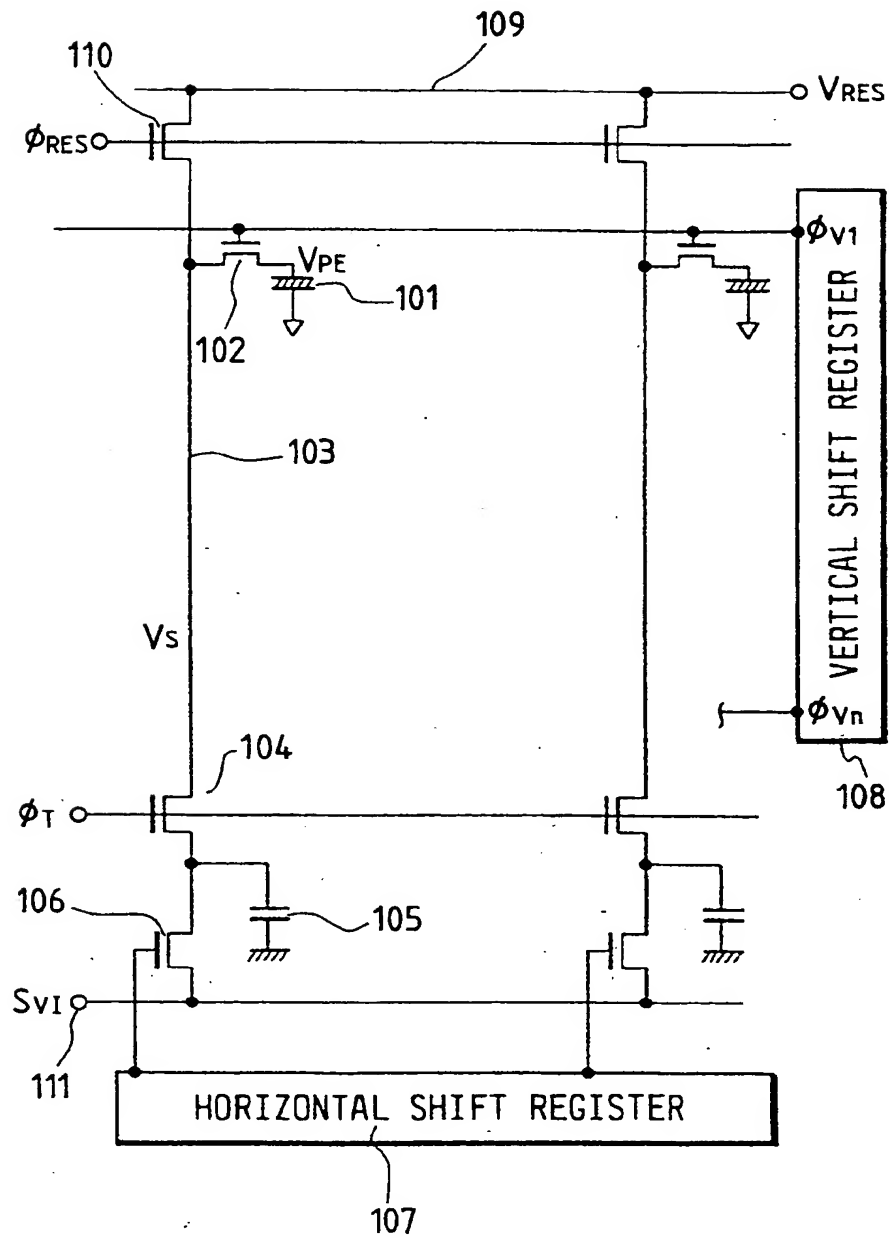 110
109
VRES
φRES
φV1
VPE
101
102
103
VERTICAL SHIFT REGISTER
VS
φVn
104
108
φT
106
105
SVI
111
HORIZONTAL SHIFT REGISTER
107